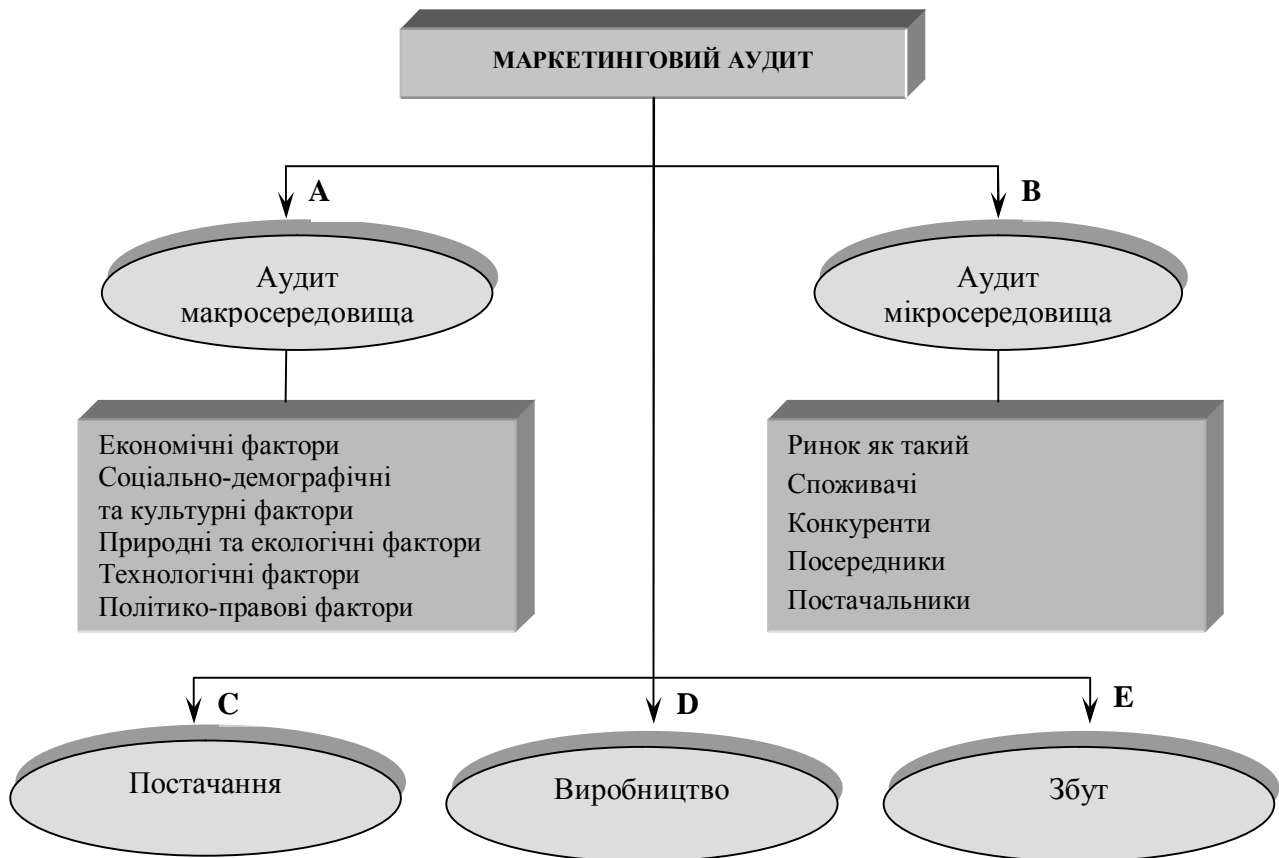 МАРКЕТИНГОВИЙ АУДИТ
A
B
Аудит
макросередовища
Аудит
мікросередовища
Економічні фактори
Соціально-демографічні
та культурні фактори
Природні та екологічні фактори
Технологічні фактори
Політико-правові фактори
Ринок як такий
Споживачі
Конкуренти
Посередники
Постачальники
C
D
E
Постачання
Виробництво
Збут